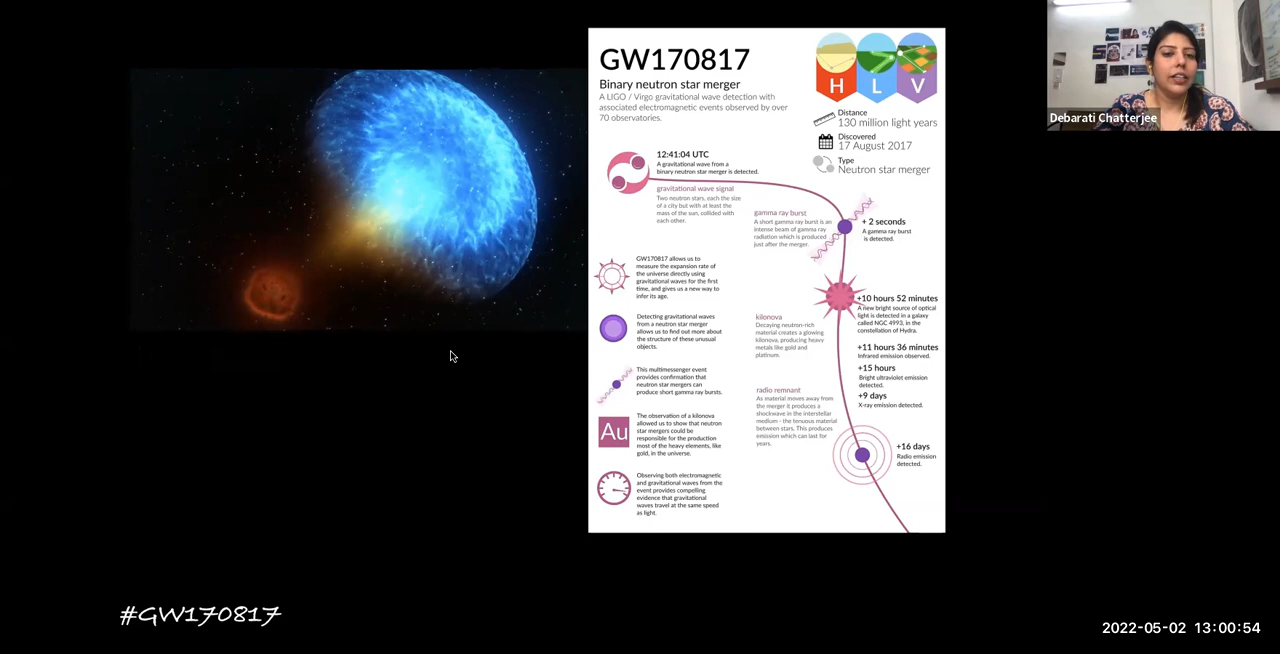 GW170817
Binary neutron star merger
A LIGO / Virgo gravitational wave detection with
associated electromagnetic events observed by over
70 observatories.
H L V
Distance
130 million light years
Discovered
17 August 2017
Type
Neutron star merger
12:41:04 UTC
A gravitational wave from a
binary neutron star merger is detected.
gravitational wave signal
Two neutron stars, each the size
of a city but with at least the
mass of the sun, collided with
each other.
gamma ray burst
A short gamma ray burst is an
intense beam of gamma ray
radiation which is produced
just after the merger.
+ 2 seconds
A gamma ray burst
is detected.
GW170817 allows us to
measure the expansion rate of
the universe directly using
gravitational waves for the first
time, and gives us a new way to
infer its age.
+10 hours 52 minutes
A new bright source of optical
light is detected in a galaxy
called NGC 4993, in the
constellation of Hydra.
kilonova
Decaying neutron-rich
material creates a glowing
kilonova, producing heavy
metals like gold and
platinum.
Detecting gravitational waves
from a neutron star merger
allows us to find out more about
the structure of these unusual
objects.
+11 hours 36 minutes
Infrared emission observed.
+15 hours
Bright ultraviolet emission
detected.
+9 days
X-ray emission detected.
This multimessenger event
provides confirmation that
neutron star mergers can
produce short gamma ray bursts.
radio remnant
As material moves away from
the merger it produces a
shockwave in the interstellar
medium - the tenuous material
between stars. This produces
emission which can last for
years.
Au
The observation of a kilonova
allowed us to show that neutron
star mergers could be
responsible for the production
most of the heavy elements, like
gold, in the universe.
+16 days
Radio emission
detected.
Observing both electromagnetic
and gravitational waves from the
event provides compelling
evidence that gravitational
waves travel at the same speed
as light.
Debarati Chatterjee
#GW170817
2022-05-02 13:00:54